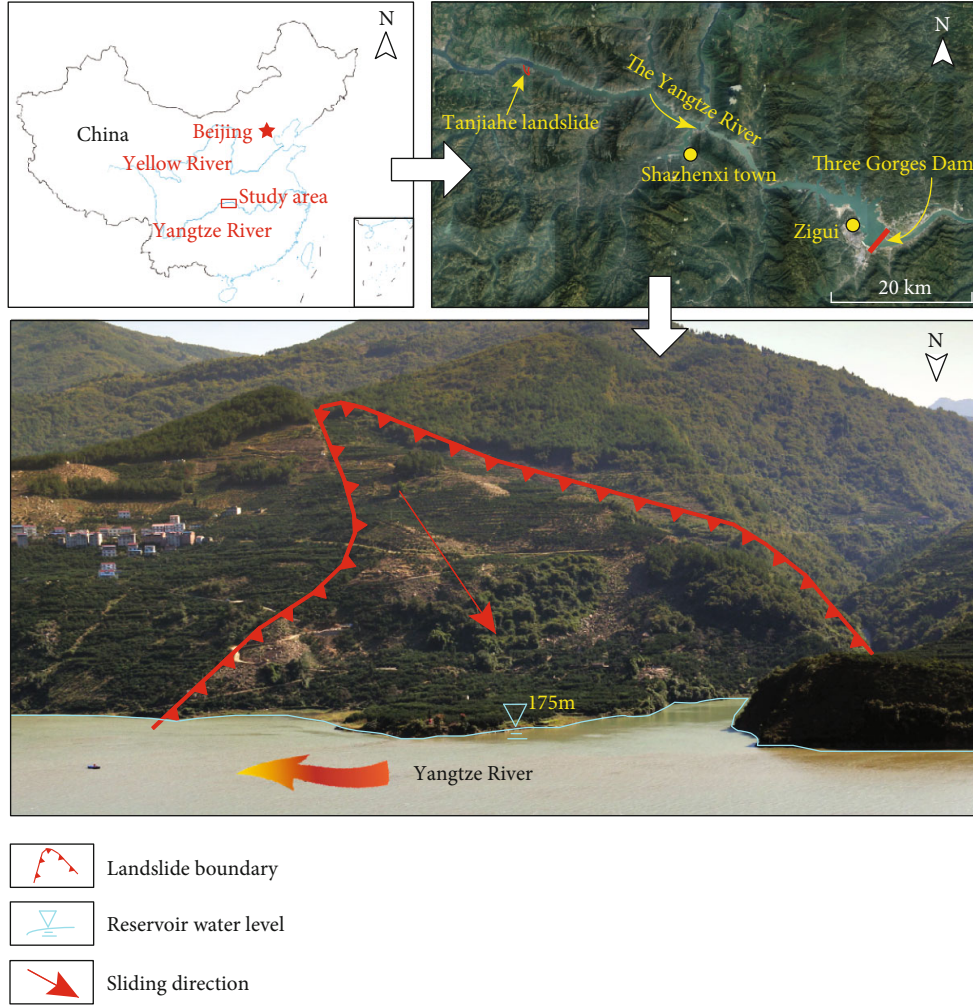 N
China
Beijing
Yellow River
Study area
Yangtze River
N
The Yangtze River
Tanjiahe landslide
Shazhenxi town
Three Gorges Dam
Zigui
20 km
N
175m
Yangtze River
Landslide boundary
Reservoir water level
Sliding direction